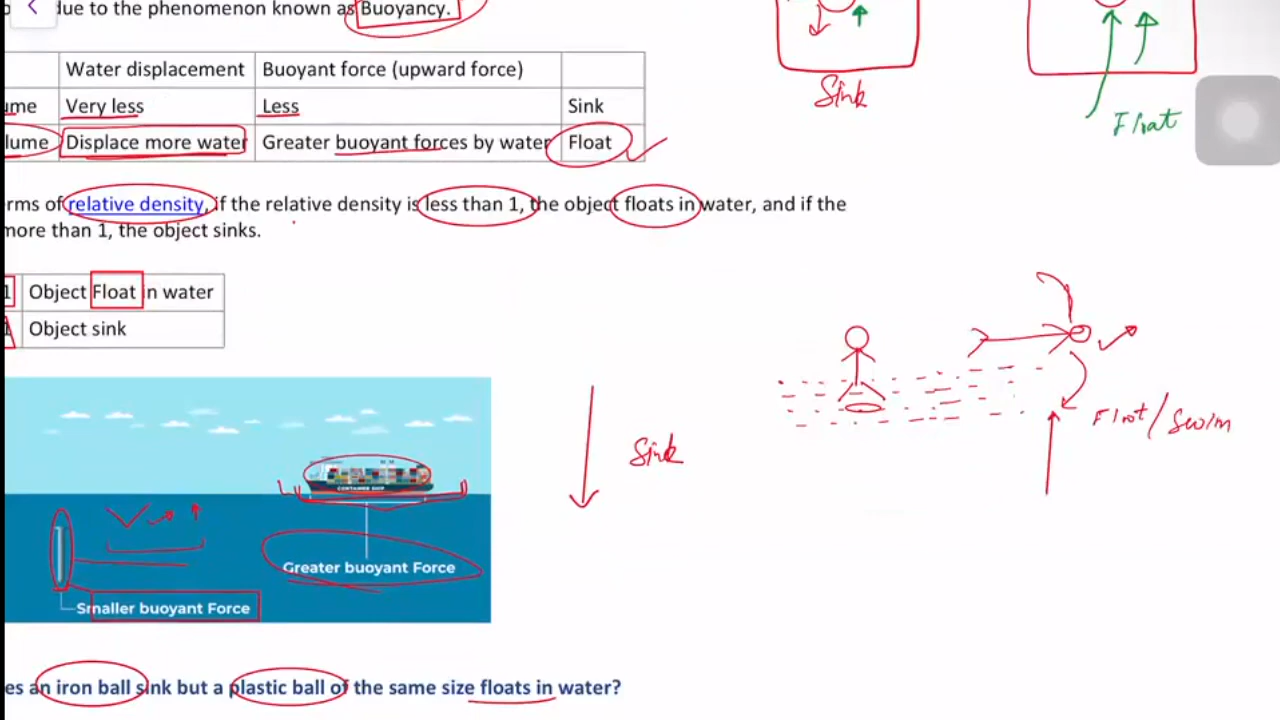 due to the phenomenon known as Buoyancy.
Water displacement Buoyant force (upward force)
ume Very less Less Sink
lume Displace more water Greater buoyant forces by water Float
Sink
Float
rms of relative density, if the relative density is less than 1, the object floats in water, and if the
more than 1, the object sinks.
1 Object Float in water
Object sink
Float/Swim
Sink
CONTAINER SHIP
Greater buoyant Force
Smaller buoyant Force
es an iron ball sink but a plastic ball of the same size floats in water?